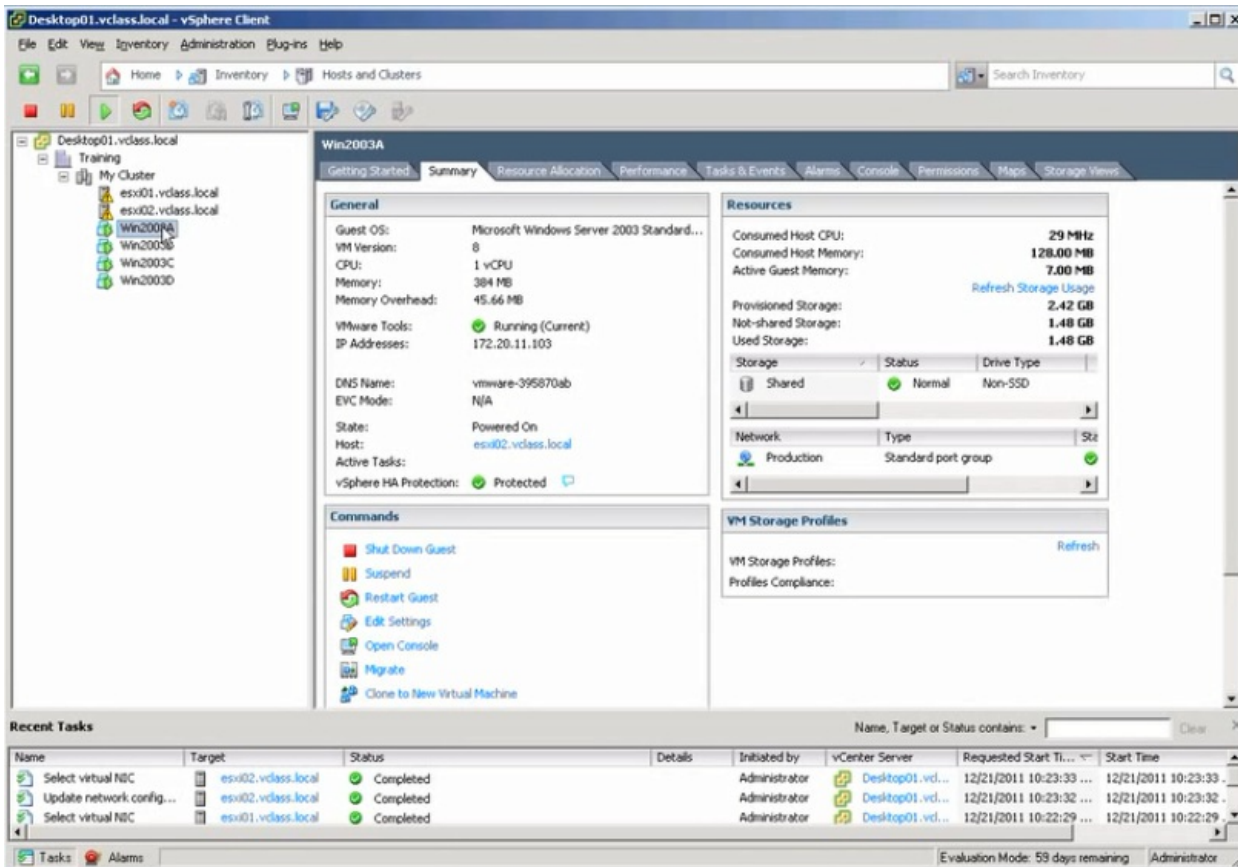 Desktop01.vclass.local - vSphere Client
File Edit View Inventory Administration Plug-ins Help
Home Inventory Hosts and Clusters Search Inventory
Desktop01.vclass.local
Training
My Cluster
esxi01.vclass.local
esxi02.vclass.local
Win2003A
Win2003B
Win2003C
Win2003D
Win2003A
Getting Started Summary Resource Allocation Performance Tasks & Events Alarms Console Permissions Maps Storage Views
General
Guest OS: Microsoft Windows Server 2003 Standard...
VM Version: 8
CPU: 1 vCPU
Memory: 384 MB
Memory Overhead: 45.66 MB
VMware Tools: Running (Current)
IP Addresses: 172.20.11.103
DNS Name: vmware-395870ab
EVC Mode: N/A
State: Powered On
Host: esxi02.vclass.local
Active Tasks:
vSphere HA Protection: Protected
Commands
Shut Down Guest
Suspend
Restart Guest
Edit Settings
Open Console
Migrate
Clone to New Virtual Machine
Resources
Consumed Host CPU: 29 MHz
Consumed Host Memory: 128.00 MB
Active Guest Memory: 7.00 MB
Refresh Storage Usage
Provisioned Storage: 2.42 GB
Not-shared Storage: 1.48 GB
Used Storage: 1.48 GB
Storage Status Drive Type
Shared Normal Non-SSD
Network Type Sta
Production Standard port group
VM Storage Profiles
Refresh
VM Storage Profiles:
Profiles Compliance:
Recent Tasks Name, Target or Status contains: Clear
Name Target Status Details Initiated by vCenter Server Requested Start Ti... Start Time
Select virtual NIC esxi02.vclass.local Completed Administrator Desktop01.vcl... 12/21/2011 10:23:33 ... 12/21/2011 10:23:33 .
Update network config... esxi02.vclass.local Completed Administrator Desktop01.vcl... 12/21/2011 10:23:32 ... 12/21/2011 10:23:32 .
Select virtual NIC esxi01.vclass.local Completed Administrator Desktop01.vcl... 12/21/2011 10:22:29 ... 12/21/2011 10:22:29 .
Tasks Alarms Evaluation Mode: 59 days remaining Administrator